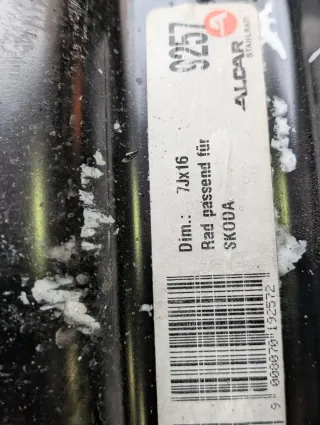 9257
ALCAR
STAHLRAD
Dim.: 7Jx16
Rad passend für
SKODA
9 008070 192572